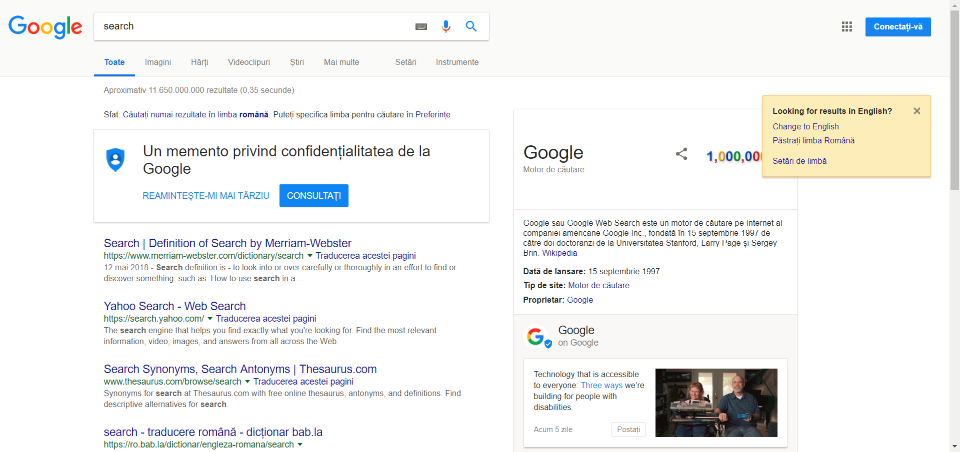 Google
search
Conectați-vă
Toate Imagini Hărți Videoclipuri Știri Mai multe Setări Instrumente
Aproximativ 11.650.000.000 rezultate (0,35 secunde)
Sfat: Căutați numai rezultate în limba română. Puteți specifica limba pentru căutare în Preferințe
Un memento privind confidențialitatea de la
Google
REAMINTEȘTE-MI MAI TÂRZIU CONSULTAȚI
Search | Definition of Search by Merriam-Webster
https://www.merriam-webster.com/dictionary/search Traducerea acestei pagini
12 mai 2018 - Search definition is - to look into or over carefully or thoroughly in an effort to find or
discover something: such as. How to use search in a ...
Yahoo Search - Web Search
https://search.yahoo.com/ Traducerea acestei pagini
The search engine that helps you find exactly what you're looking for. Find the most relevant
information, video, images, and answers from all across the Web.
Search Synonyms, Search Antonyms | Thesaurus.com
www.thesaurus.com/browse/search Traducerea acestei pagini
Synonyms for search at Thesaurus.com with free online thesaurus, antonyms, and definitions. Find
descriptive alternatives for search.
search - traducere română - dicționar bab.la
https://ro.bab.la/dictionar/engleza-romana/search
Looking for results in English?
Change to English
Păstrați limba Română
Setări de limbă
Google
Motor de căutare
1,000,00
Google sau Google Web Search este un motor de căutare pe Internet al
companiei americane Google Inc., fondată în 15 septembrie 1997 de
către doi doctoranzi de la Universitatea Stanford, Larry Page și Sergey
Brin. Wikipedia
Dată de lansare: 15 septembrie 1997
Tip de site: Motor de căutare
Proprietar: Google
Google
on Google
Technology that is accessible
to everyone: Three ways we're
building for people with
disabilities.
Acum 5 zile Postați